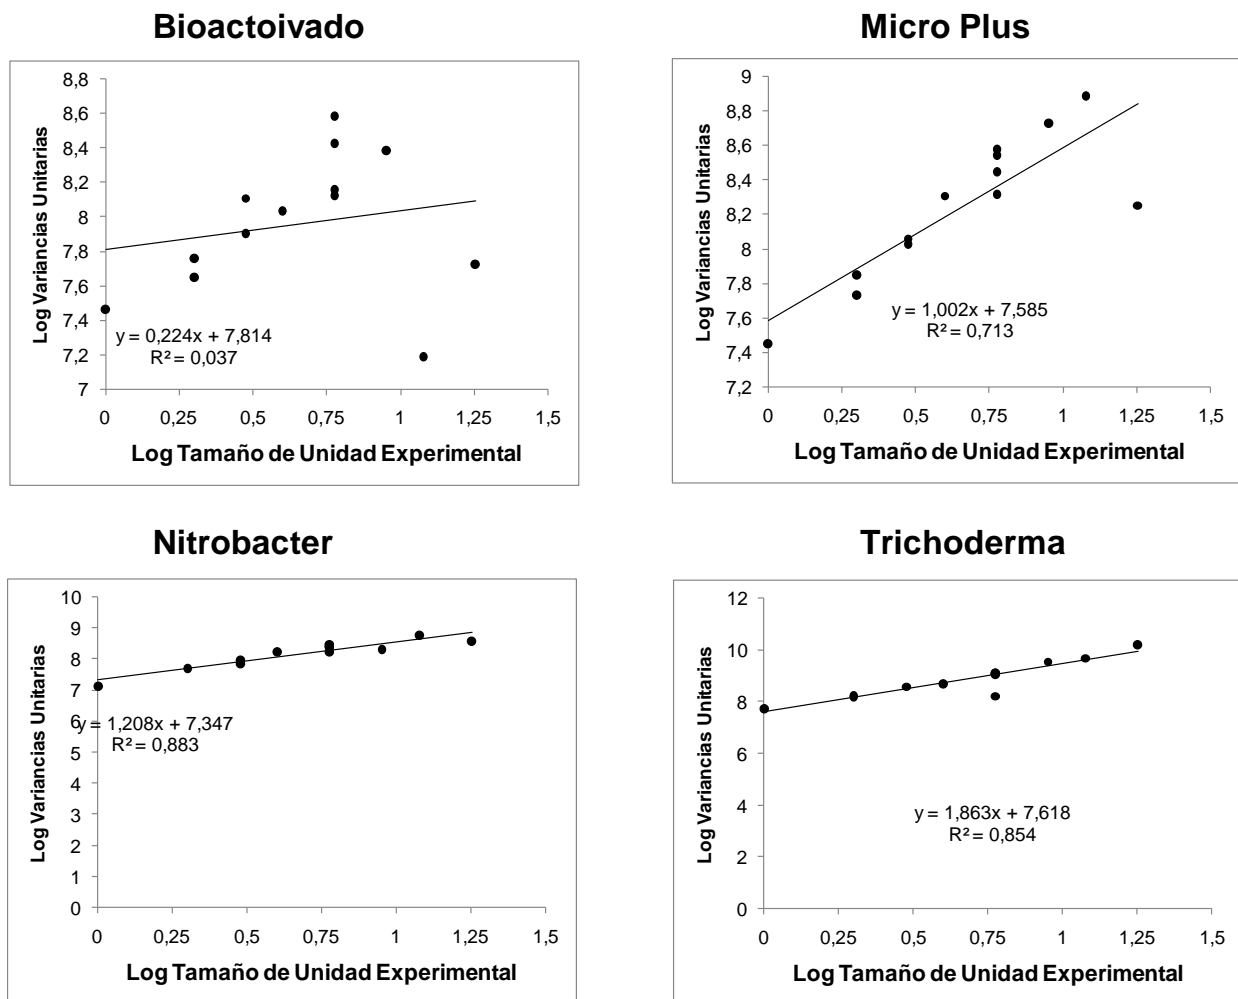 Bioactoivado
Log Variancias Unitarias
8,8
8,6
8,4
8,2
8
7,8
7,6
7,4
7,2
7
y = 0,224x + 7,814
R² = 0,037
0 0,25 0,5 0,75 1 1,25 1,5
Log Tamaño de Unidad Experimental
Micro Plus
Log Variancias Unitarias
9
8,8
8,6
8,4
8,2
8
7,8
7,6
7,4
7,2
y = 1,002x + 7,585
R² = 0,713
0 0,25 0,5 0,75 1 1,25 1,5
Log Tamaño de Unidad Experimental
Nitrobacter
Log Variancias Unitarias
10
9
8
7
6
5
4
3
2
1
0
y = 1,208x + 7,347
R² = 0,883
0 0,25 0,5 0,75 1 1,25 1,5
Log Tamaño de Unidad Experimental
Trichoderma
Log Variancias Unitarias
12
10
8
6
4
2
0
y = 1,863x + 7,618
R² = 0,854
0 0,25 0,5 0,75 1 1,25 1,5
Log Tamaño de Unidad Experimental